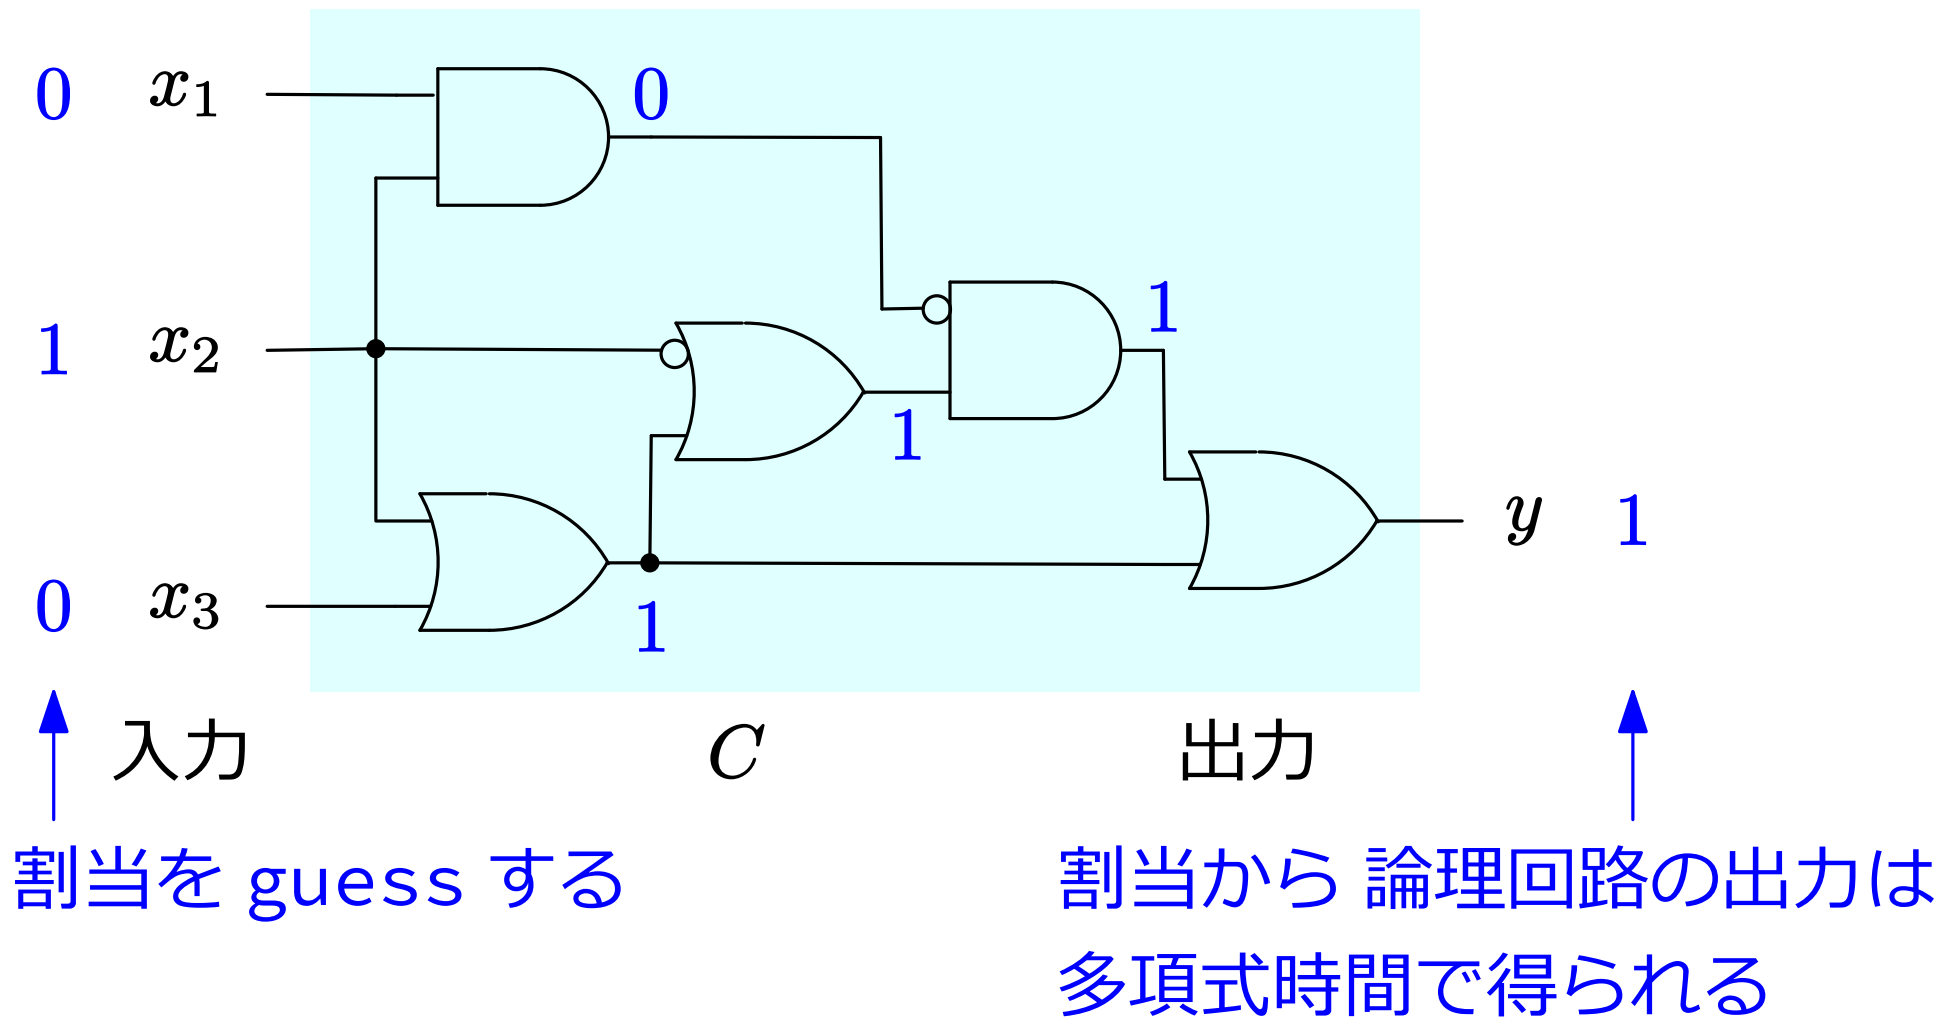 0 x1 0
1
1 x2
1
y 1
0 x3 1
入力 C 出力
割当を guess する
割当から 論理回路の出力は
多項式時間で得られる